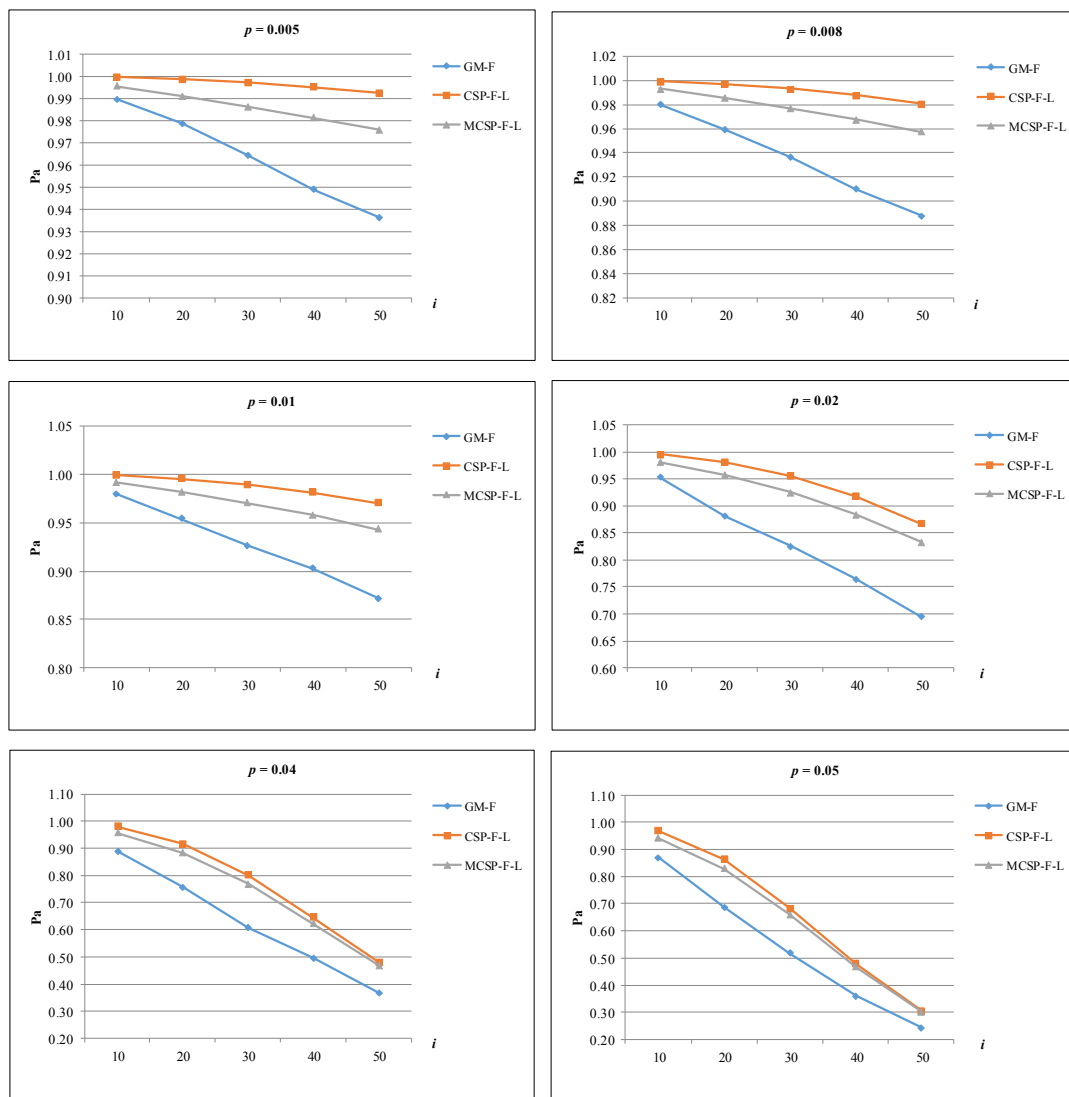 p = 0.005
1.01
1.00
0.99
0.98
0.97
0.96
0.95
0.94
0.93
0.92
0.91
0.90
Pa
10 20 30 40 50
i
GM-F
CSP-F-L
MCSP-F-L
p = 0.008
1.02
1.00
0.98
0.96
0.94
0.92
0.90
0.88
0.86
0.84
0.82
Pa
10 20 30 40 50
i
GM-F
CSP-F-L
MCSP-F-L
p = 0.01
1.05
1.00
0.95
0.90
0.85
0.80
Pa
10 20 30 40 50
i
GM-F
CSP-F-L
MCSP-F-L
p = 0.02
1.05
1.00
0.95
0.90
0.85
0.80
0.75
0.70
0.65
0.60
Pa
10 20 30 40 50
i
GM-F
CSP-F-L
MCSP-F-L
p = 0.04
1.10
1.00
0.90
0.80
0.70
0.60
0.50
0.40
0.30
0.20
Pa
10 20 30 40 50
i
GM-F
CSP-F-L
MCSP-F-L
p = 0.05
1.10
1.00
0.90
0.80
0.70
0.60
0.50
0.40
0.30
0.20
Pa
10 20 30 40 50
i
GM-F
CSP-F-L
MCSP-F-L